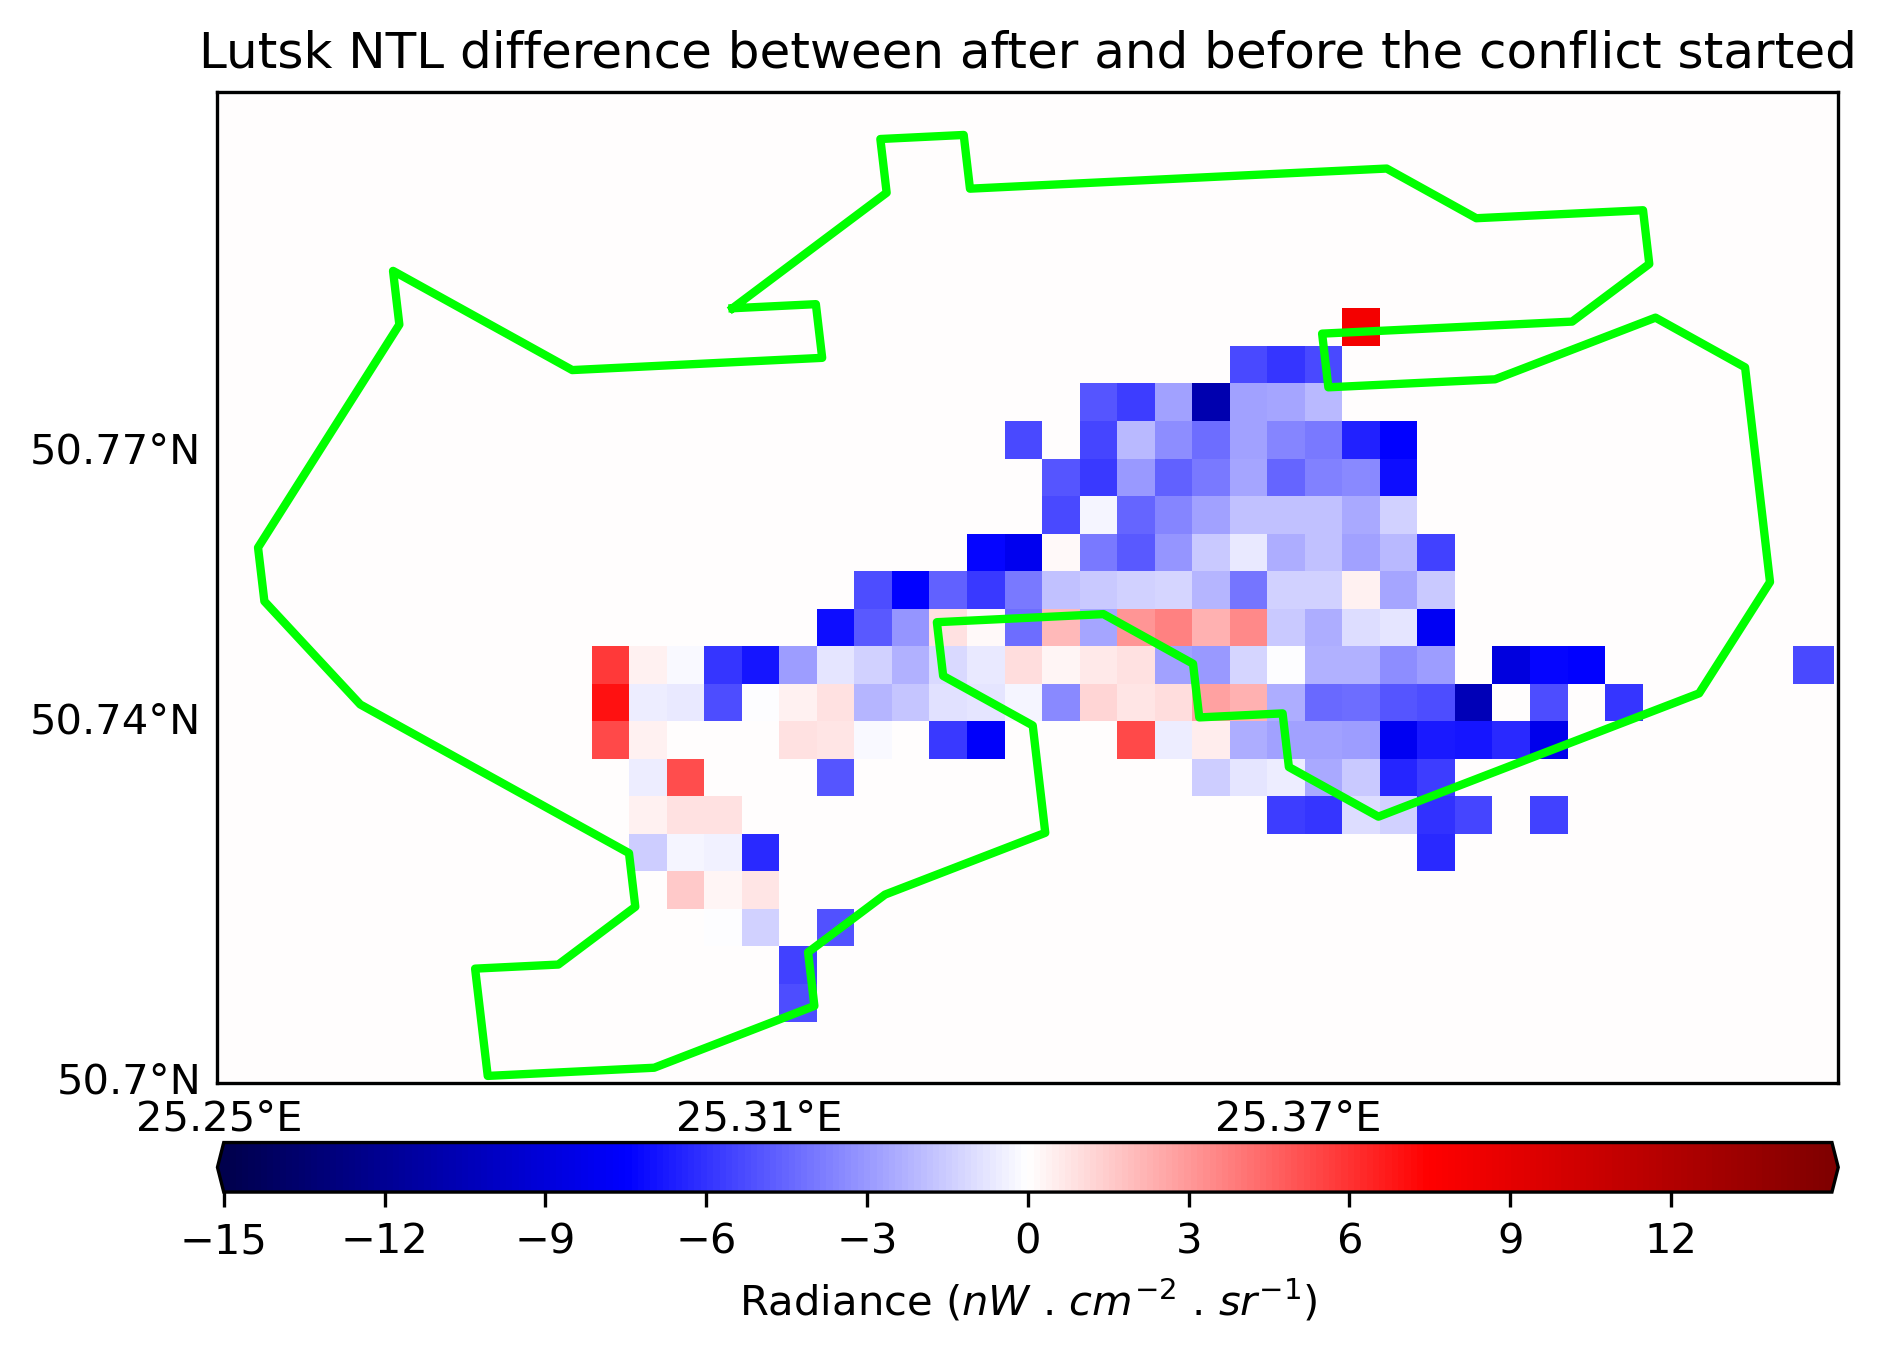 Lutsk NTL difference between after and before the conflict started
50.77°N
50.74°N
50.7°N
25.25°E 25.31°E 25.37°E
−15 −12 −9 −6 −3 0 3 6 9 12
Radiance (nW . cm⁻² . sr⁻¹)